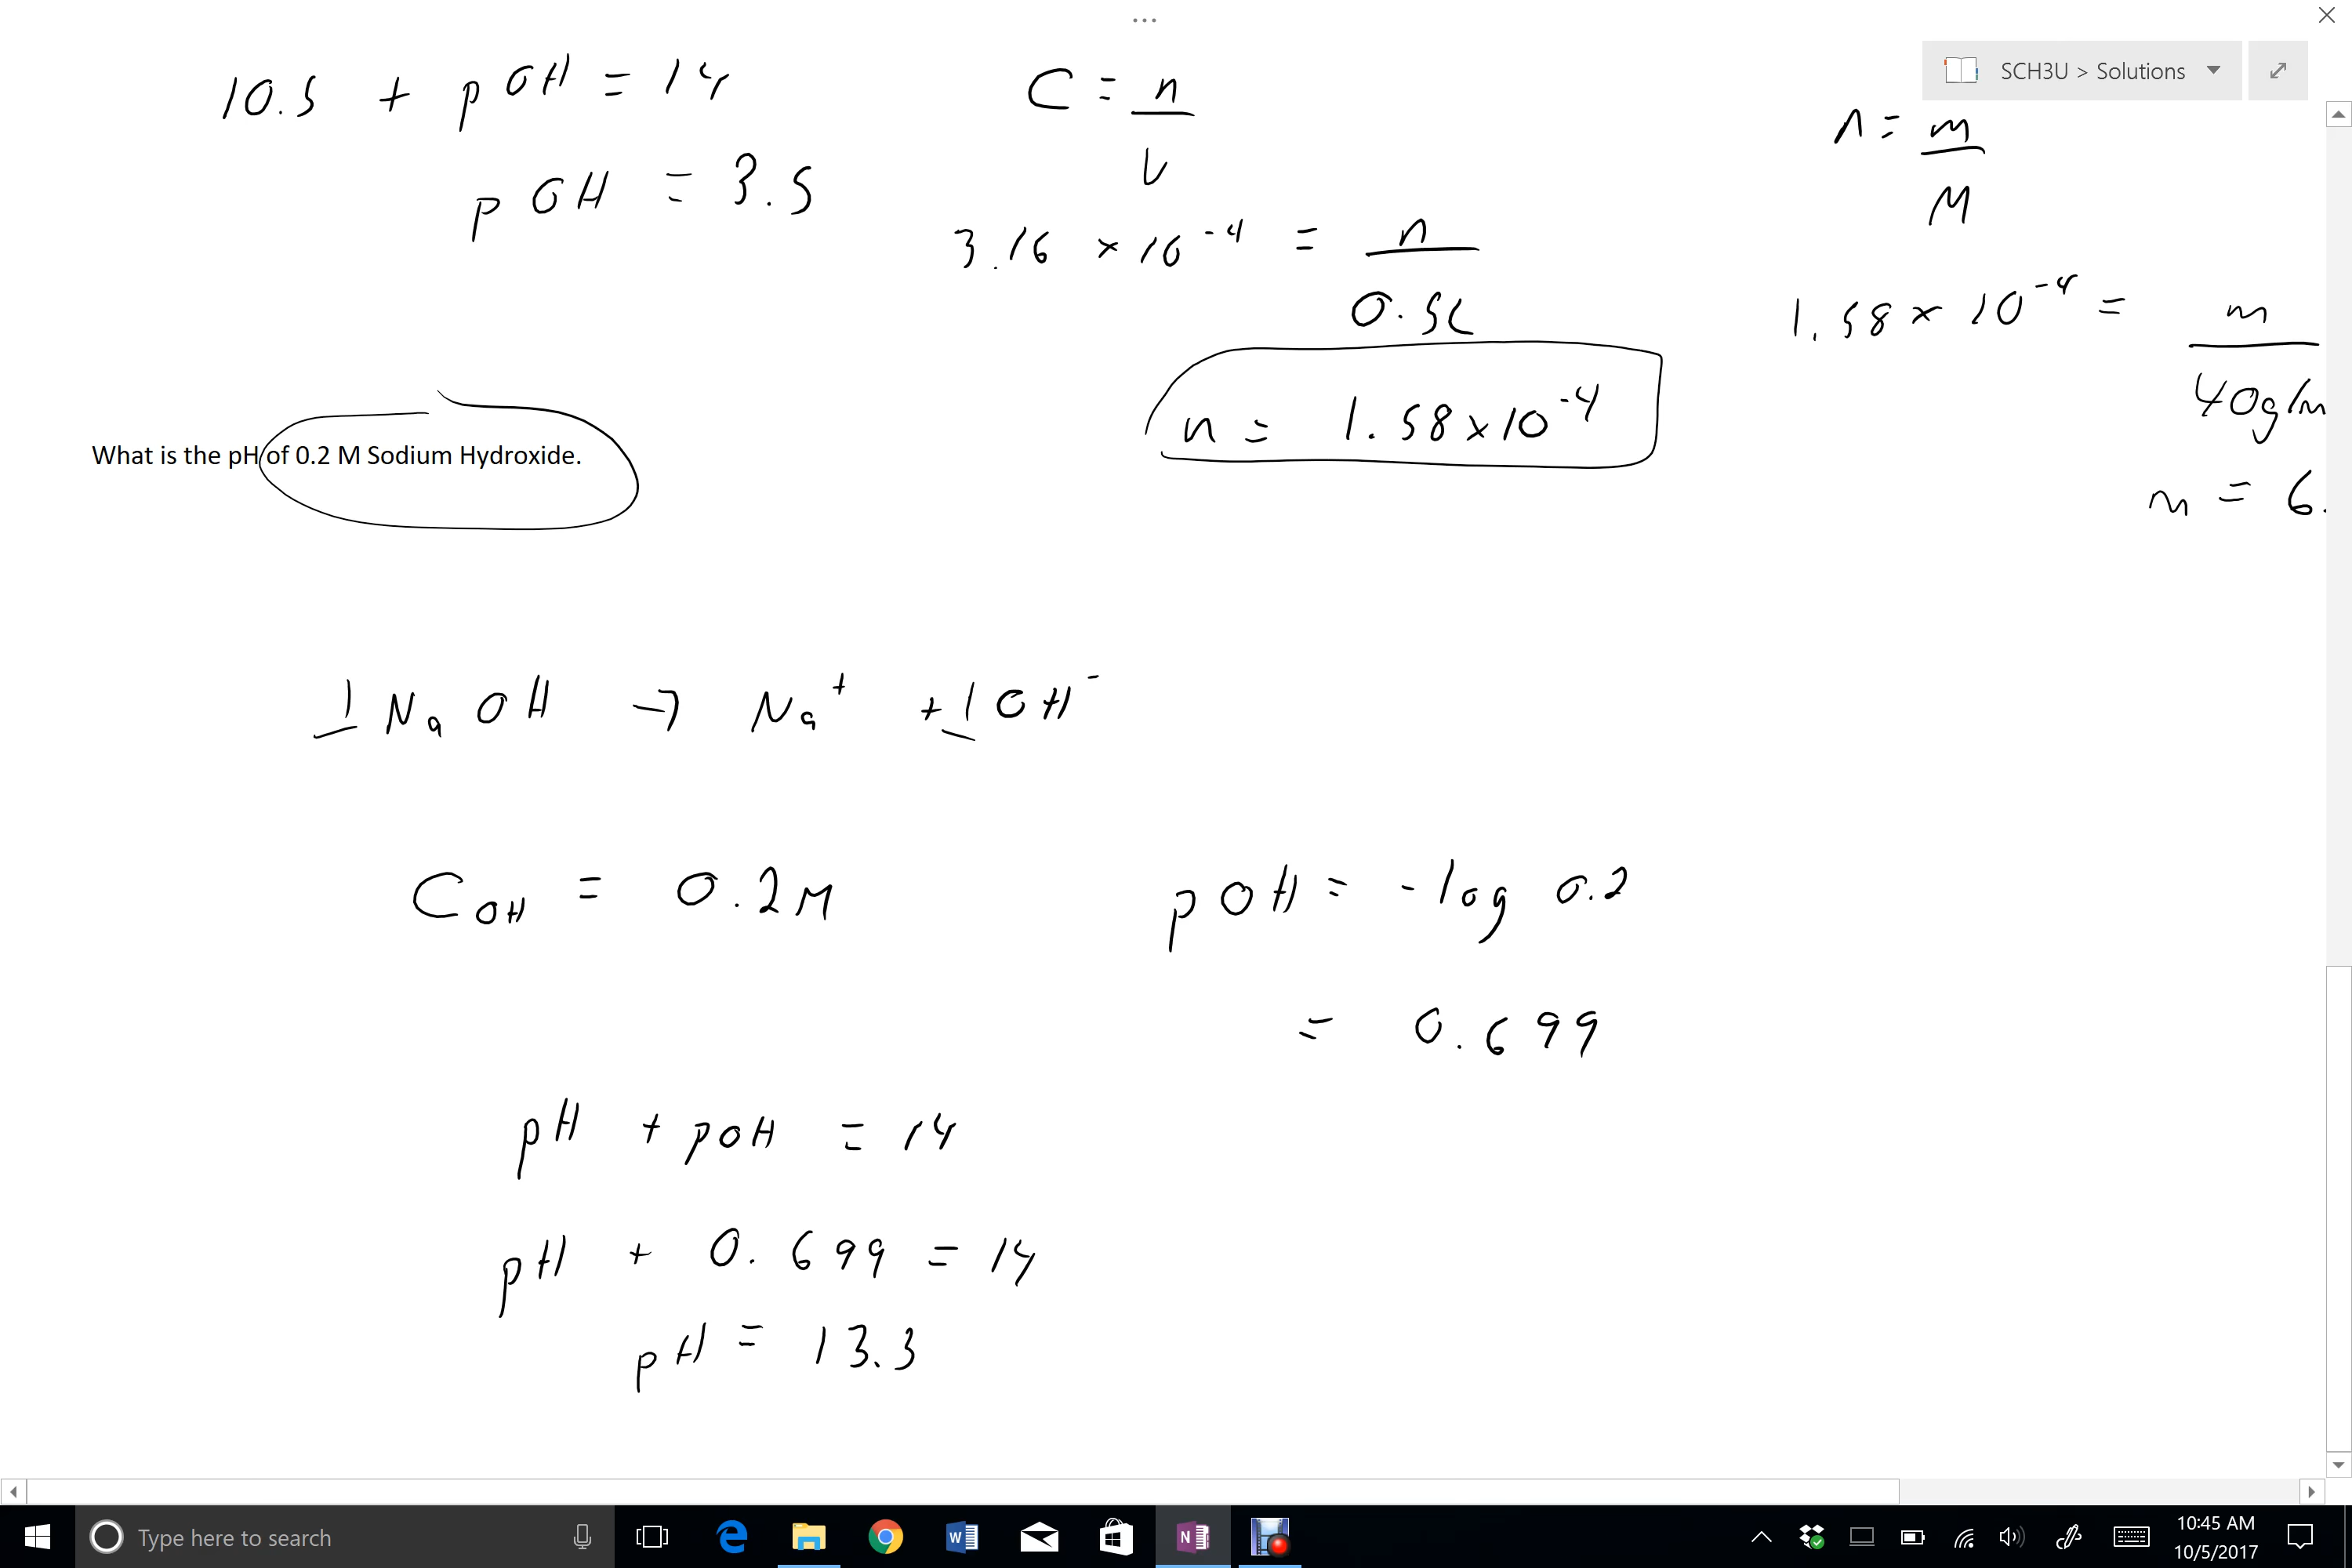 SCH3U > Solutions
10.5 + pOH = 14
pOH = 3.5
C = n
V
3.16 × 10⁻⁴ = n
0.5L
n = 1.58×10⁻⁴
n = m
M
1.58 × 10⁻⁴ = m
40g/m
m = 6.
What is the pH of 0.2 M Sodium Hydroxide.
1 NaOH → Na⁺ + 1 OH⁻
C_OH = 0.2M
pOH = -log 0.2
= 0.699
pH + pOH = 14
pH + 0.699 = 14
pH = 13.3
Type here to search
10:45 AM
10/5/2017